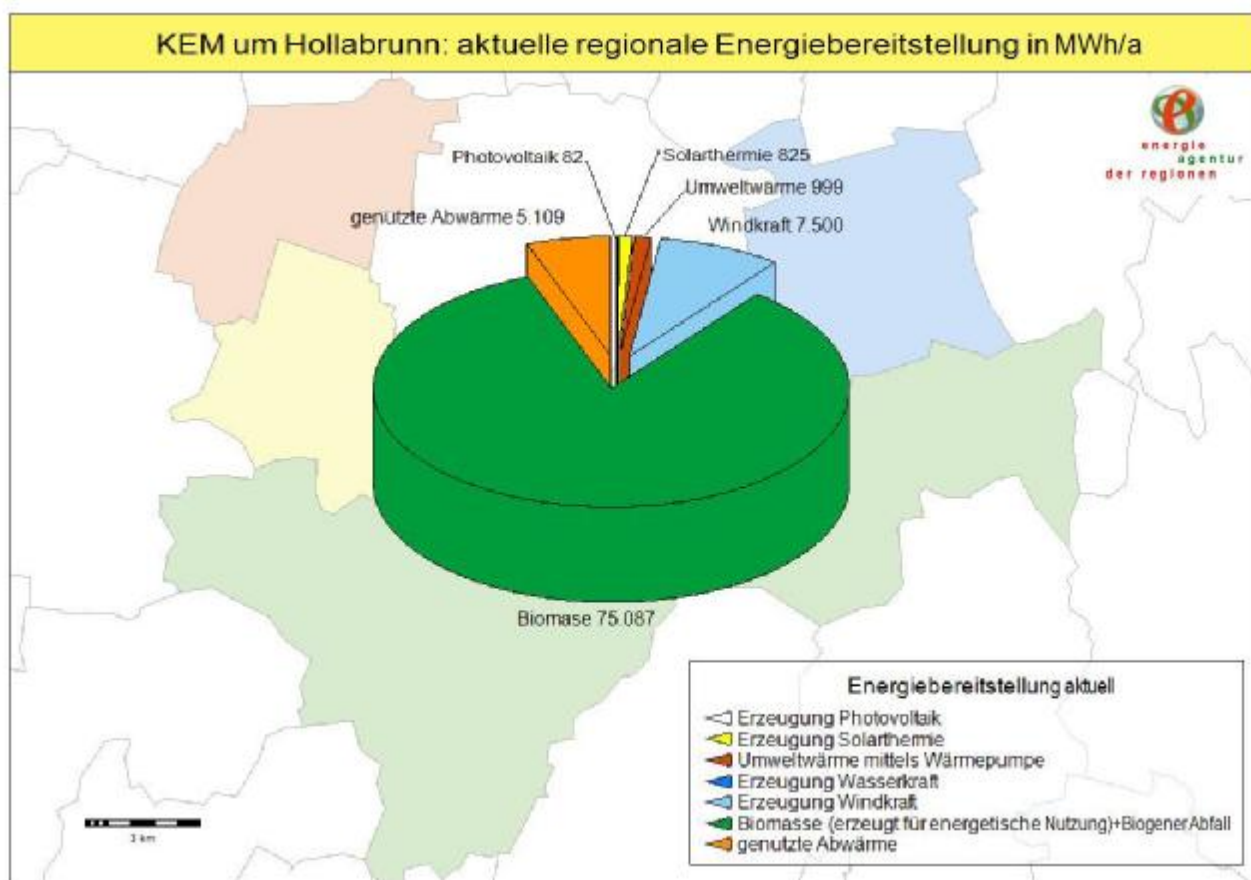 KEM um Hollabrunn: aktuelle regionale Energiebereitstellung in MWh/a
energie
agentur
der regionen
Photovoltaik 82
Solarthermie 825
Umweltwärme 999
genutzte Abwärme 5.109
Windkraft 7.500
Biomase 75.087
Energiebereitstellung aktuell
Erzeugung Photovoltaik
Erzeugung Solarthermie
Umweltwärme mittels Wärmepumpe
Erzeugung Wasserkraft
Erzeugung Windkraft
Biomasse (erzeugt für energetische Nutzung)+Biogener Abfall
genutzte Abwärme
3 km